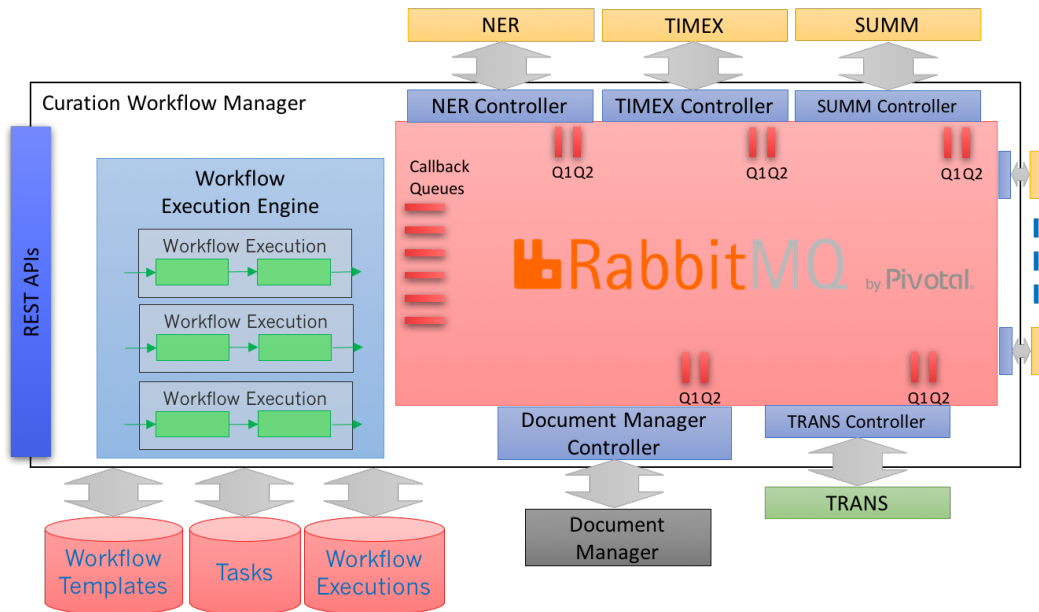 NER
TIMEX
SUMM
Curation Workflow Manager
NER Controller
TIMEX Controller
SUMM Controller
REST APIs
Workflow
Execution Engine
Callback
Queues
Q1 Q2
Q1 Q2
Q1 Q2
Workflow Execution
Workflow Execution
Workflow Execution
RabbitMQ by Pivotal.
Q1 Q2
Q1 Q2
Document Manager
Controller
TRANS Controller
Workflow
Templates
Tasks
Workflow
Executions
Document
Manager
TRANS